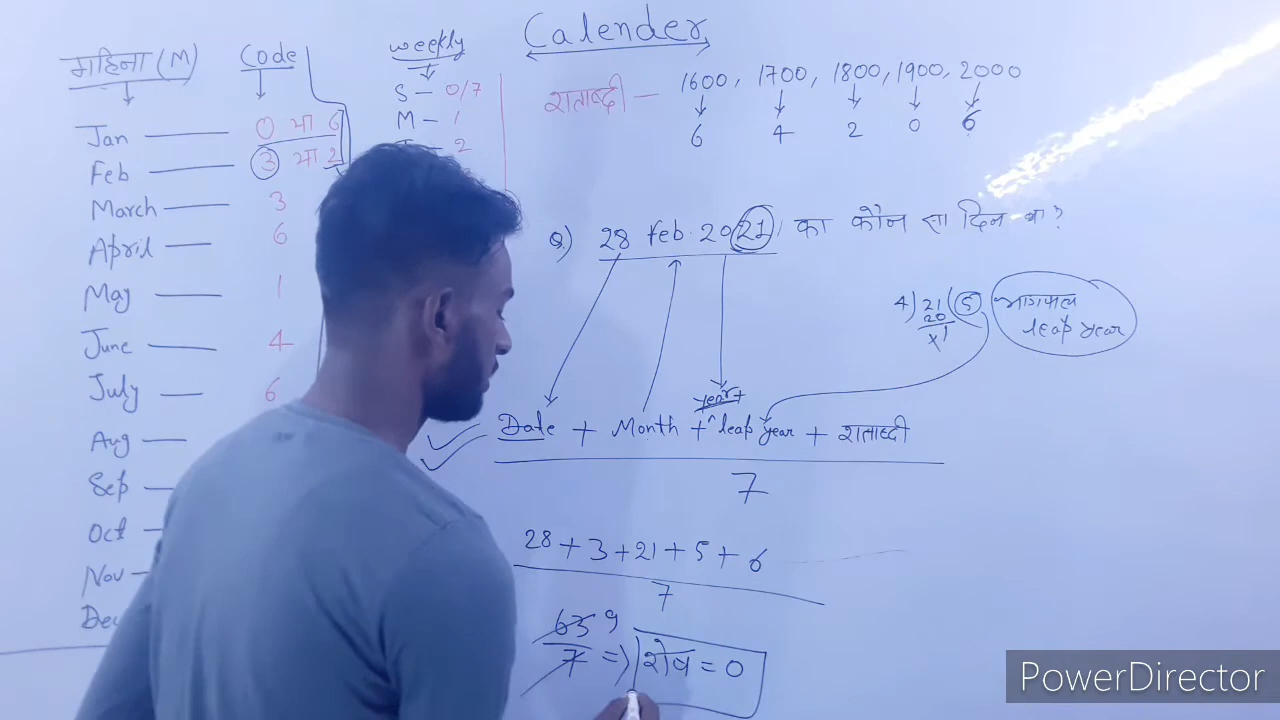 Calender
महिना (M) Code
Jan 0 या 6
Feb 3 या 2
March 3
April 6
May 1
June 4
July 6
Aug
Sep
Oct
Nov
weekly
S - 0/7
M - 1
2
शताब्दी - 1600, 1700, 1800, 1900, 2000
6 4 2 0 6
Q.) 28 Feb. 2021 का कौन सा दिन था?
4) 21 (5 भागफल
20 leap year
x1
year+
Date + Month + leap year + शताब्दी
7
28 + 3 + 21 + 5 + 6
7
63 9
7 => शेष = 0
PowerDirector